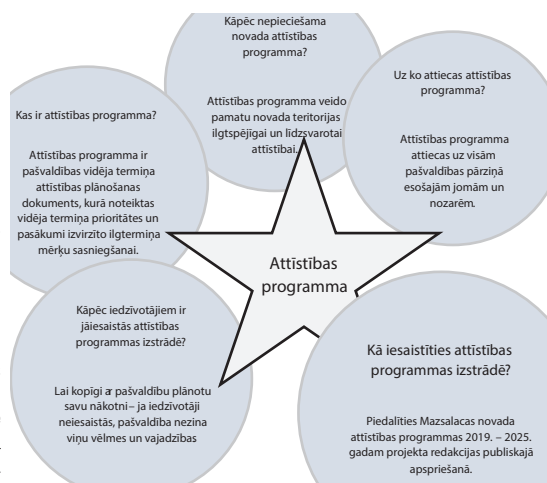 Kāpēc nepieciešama
novada attīstības
programma?
Attīstības programma veido
pamatu novada teritorijas
ilgtspējīgai un līdzsvarotai
attīstībai.
Uz ko attiecas attīstības
programma?
Attīstības programma
attiecas uz visām
pašvaldības pārziņā
esošajām jomām un
nozarēm.
Kas ir attīstības programma?
Attīstības programma ir
pašvaldības vidēja termiņa
attīstības plānošanas
dokuments, kurā noteiktas
vidēja termiņa prioritātes un
pasākumi izvirzīto ilgtermiņa
mērķu sasniegšanai.
Attīstības
programma
Kāpēc iedzīvotājiem ir
jāiesaistās attīstības
programmas izstrādē?
Lai kopīgi ar pašvaldību plānotu
savu nākotni – ja iedzīvotāji
neiesaistās, pašvaldība nezina
viņu vēlmes un vajadzības
Kā iesaistīties attīstības
programmas izstrādē?
Piedalīties Mazsalacas novada
attīstības programmas 2019. – 2025.
gadam projekta redakcijas publiskajā
apspriešanā.